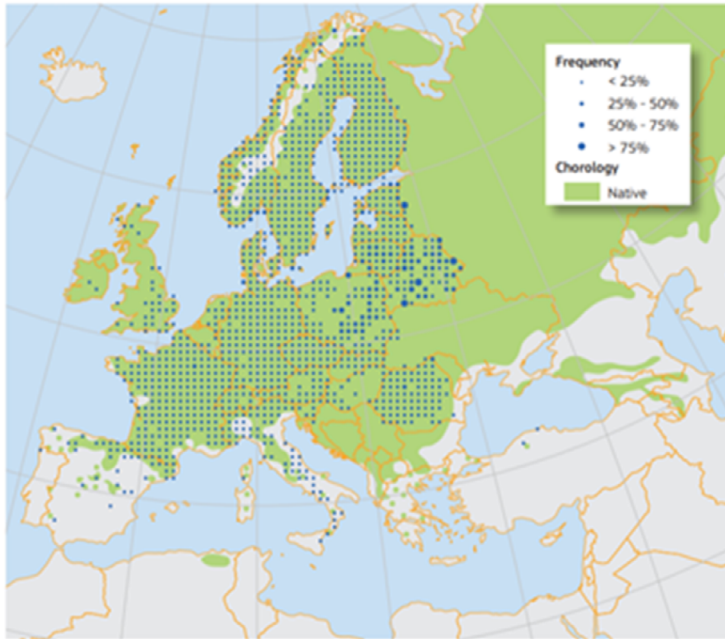 Frequency
< 25%
25% - 50%
50% - 75%
> 75%
Chorology
Native